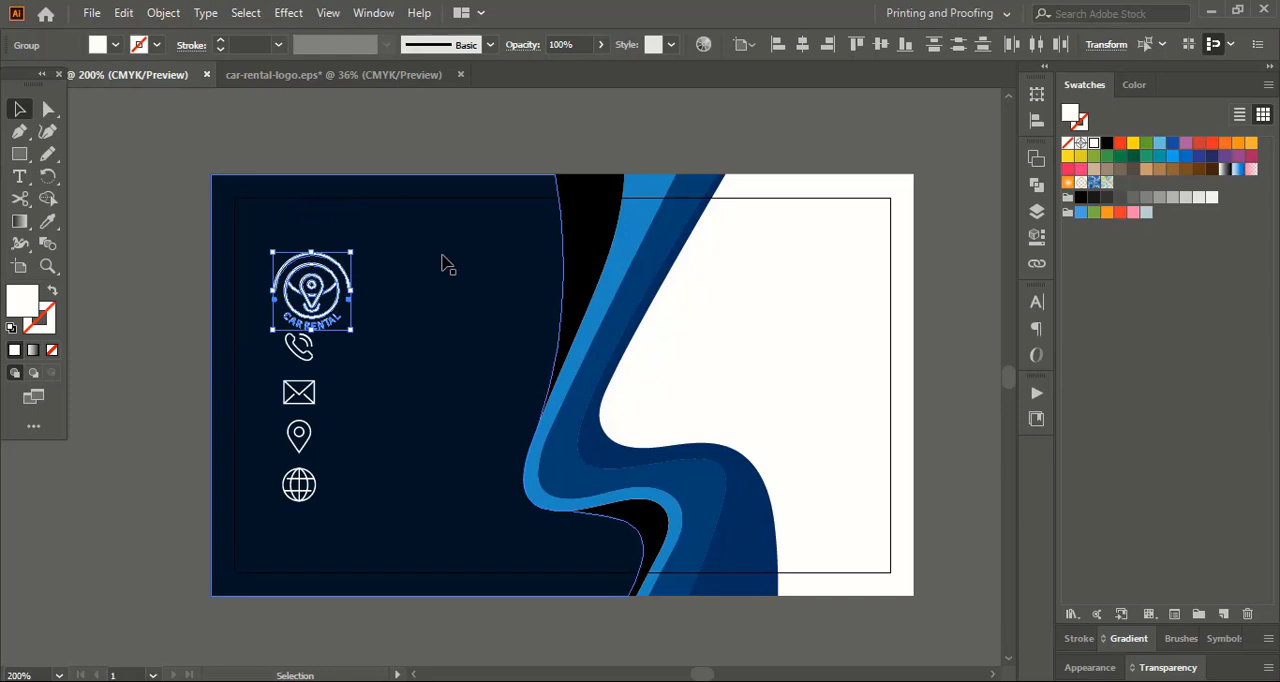 Ai File Edit Object Type Select Effect View Window Help Printing and Proofing Search Adobe Stock
Group Stroke: Basic Opacity: 100% Style: Transform
@ 200% (CMYK/Preview) × car-rental-logo.eps* @ 36% (CMYK/Preview) ×
Swatches Color
CAR RENTAL
Stroke Gradient Brushes Symbols
Appearance Transparency
200% 1 Selection